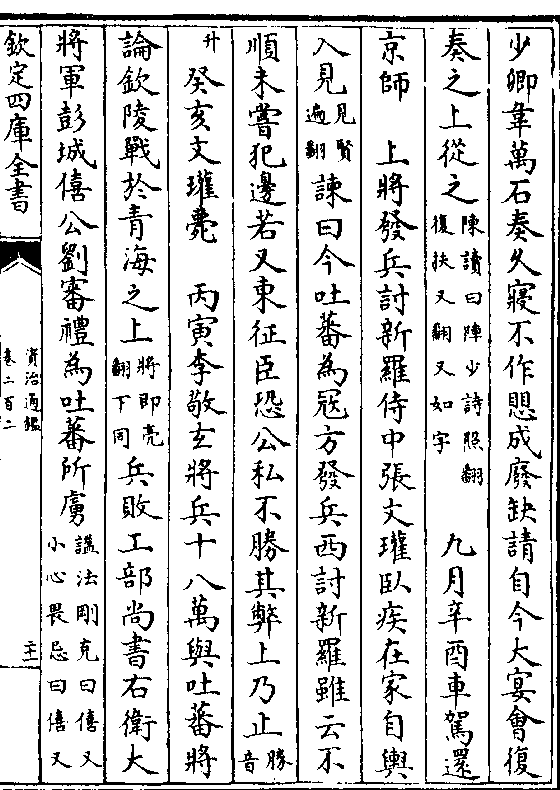 少卿韋萬石奏久寢不作懼成廢缺請自今大宴會復
奏之上從之陳讀曰陣少詩照翻復扶又翻又如字 九月辛酉車駕還
京師 上將發兵討新羅侍中張文瓘臥疾在家自輿
入見見賢遍翻諫曰今吐蕃為寇方發兵西討新羅雖云不
順未嘗犯邊若又東征臣恐公私不勝其弊上乃止勝音
升 癸亥文瓘薨 丙寅李敬玄將兵十八萬與吐蕃將
論欽陵戰於青海之上將即亮翻下同兵敗工部尚書右衛大
將軍彭城僖公劉審禮為吐蕃所虜諡法剛克曰僖又小心畏忌曰僖又
欽定四庫全書
資治通鑑
卷二百二